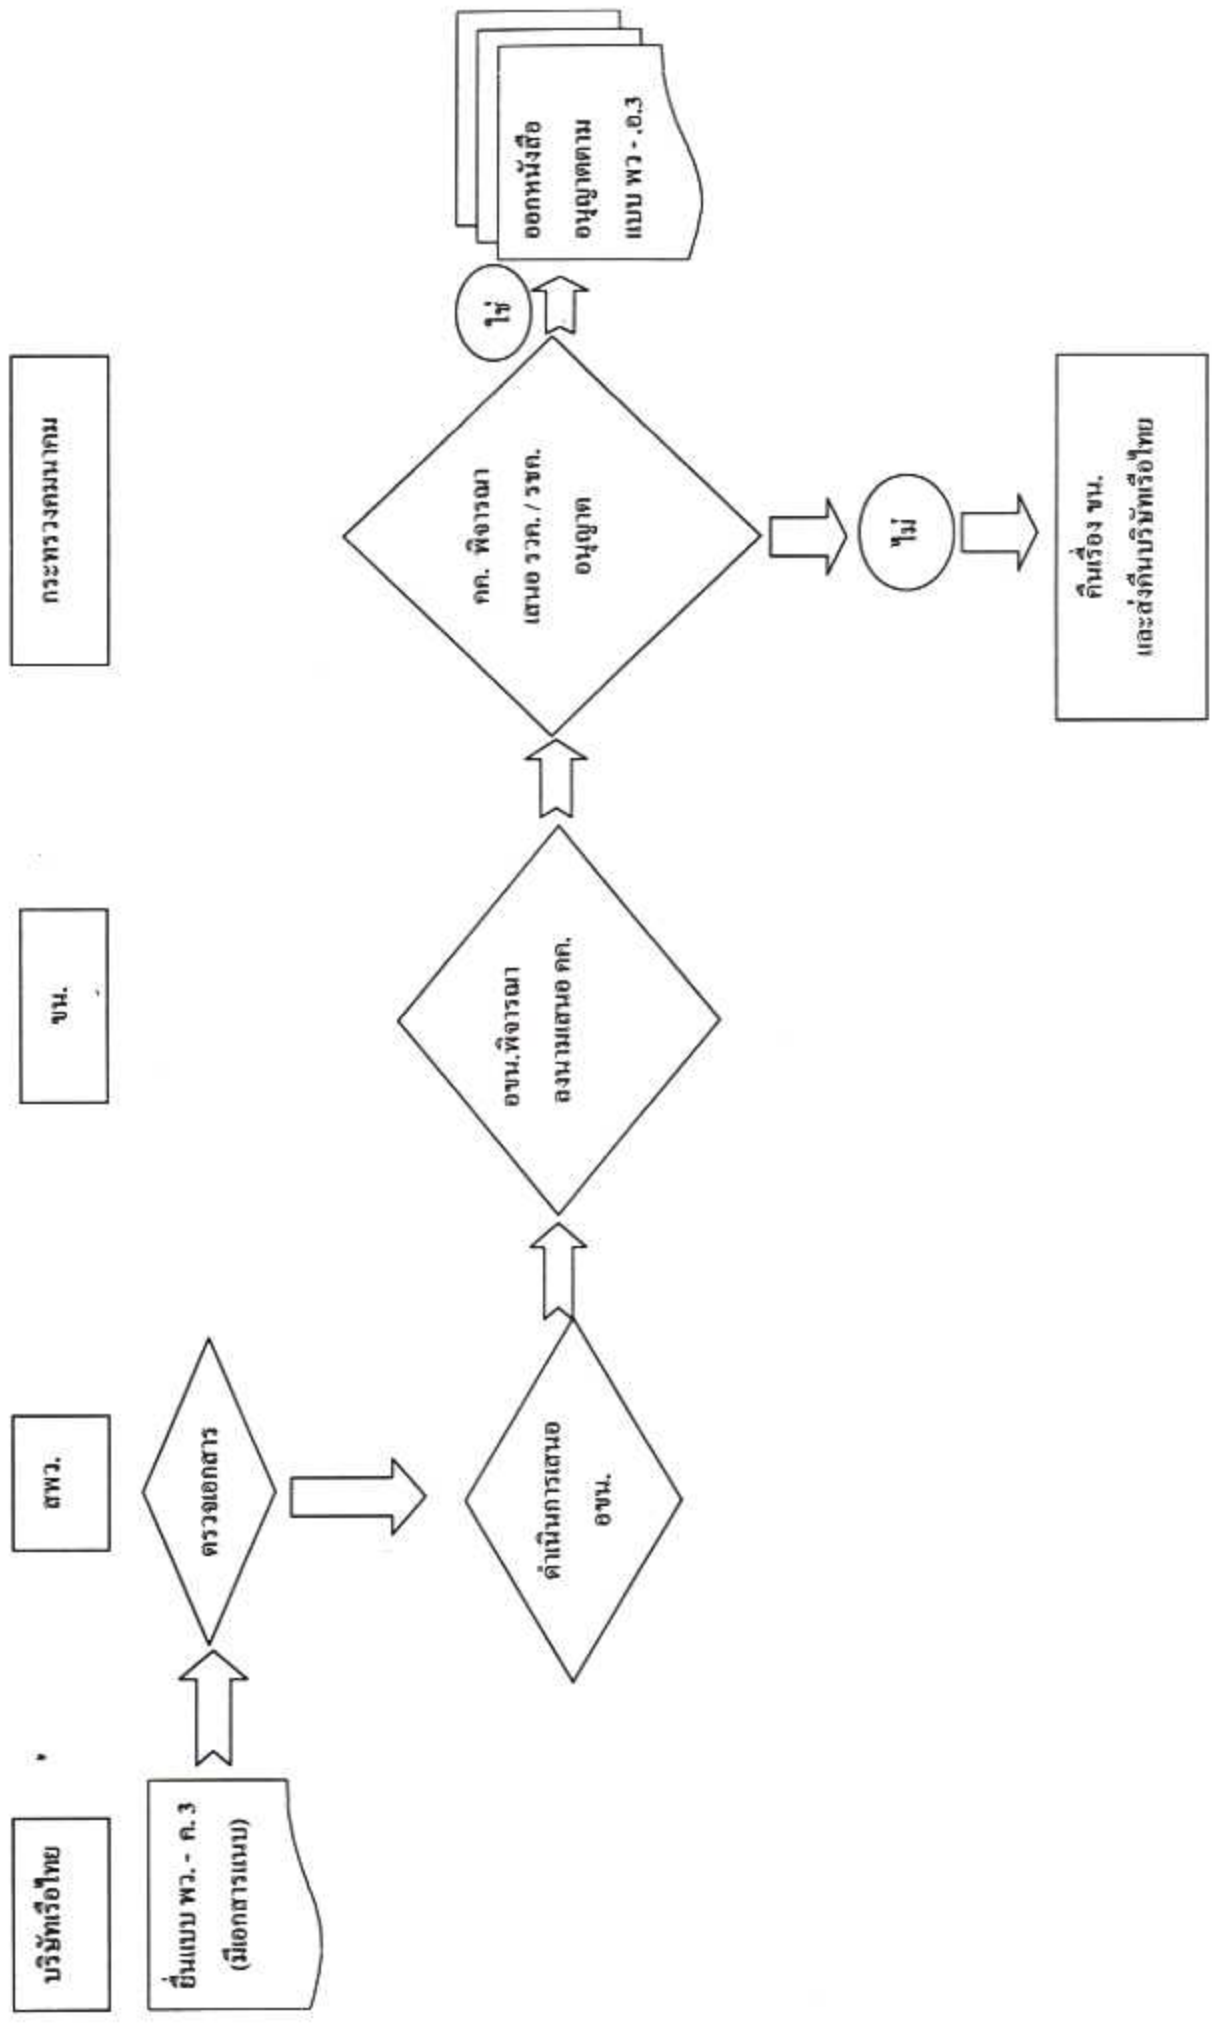 บริษัทเรือไทย
สพว.
ขน.
กระทรวงคมนาคม
ยื่นแบบ พว. - ค. 3
(มีเอกสารแนบ)
ตรวจเอกสาร
ดำเนินการเสนอ
อขน.
อขน.พิจารณา
ลงนามเสนอ คค.
คค. พิจารณา
เสนอ รวค. / รชค.
อนุญาต
ใช่
ออกหนังสือ
อนุญาตตาม
แบบ พว - .อ.3
ไม่
คืนเรื่อง ขน.
และส่งคืนบริษัทเรือไทย